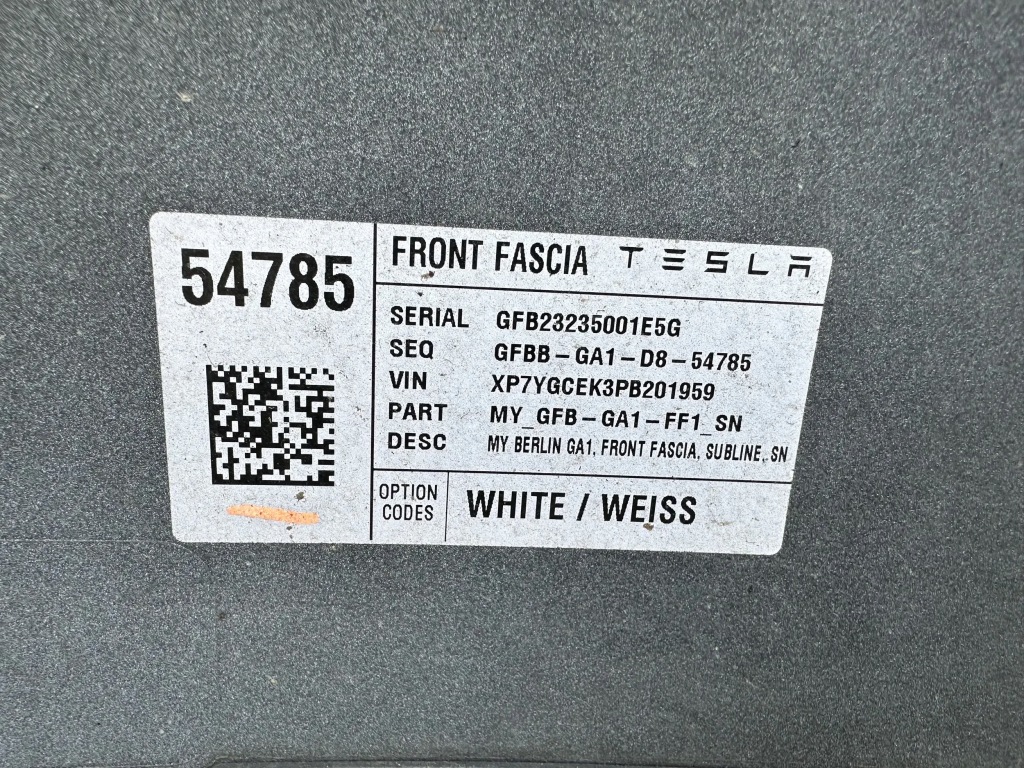 54785
FRONT FASCIA TESLA
SERIAL GFB23235001E5G
SEQ GFBB-GA1-D8-54785
VIN XP7YGCEK3PB201959
PART MY_GFB-GA1-FF1_SN
DESC MY BERLIN GA1, FRONT FASCIA, SUBLINE, SN
OPTION CODES WHITE / WEISS